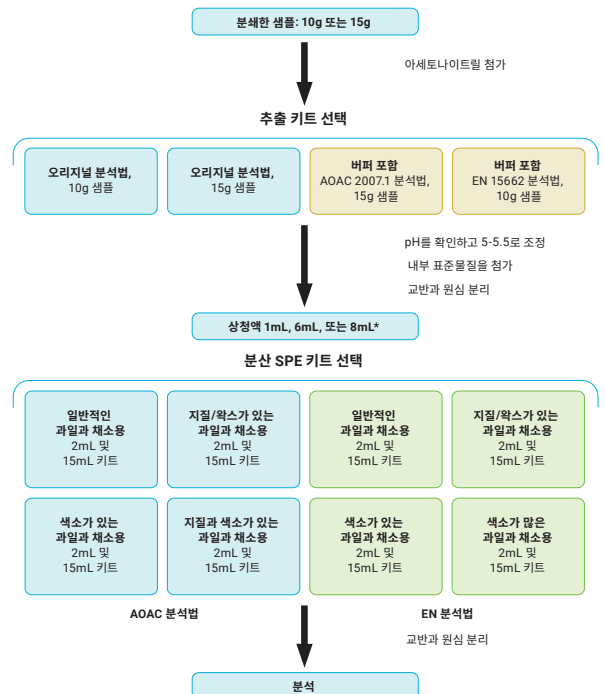 분쇄한 샘플: 10g 또는 15g
아세토나이트릴 첨가
추출 키트 선택
오리지널 분석법,
10g 샘플
오리지널 분석법,
15g 샘플
버퍼 포함
AOAC 2007.1 분석법,
15g 샘플
버퍼 포함
EN 15662 분석법,
10g 샘플
pH를 확인하고 5-5.5로 조정
내부 표준물질을 첨가
교반과 원심 분리
상청액 1mL, 6mL, 또는 8mL*
분산 SPE 키트 선택
일반적인
과일과 채소용
2mL 및
15mL 키트
지질/왁스가 있는
과일과 채소용
2mL 및
15mL 키트
일반적인
과일과 채소용
2mL 및
15mL 키트
지질/왁스가 있는
과일과 채소용
2mL 및
15mL 키트
색소가 있는
과일과 채소용
2mL 및
15mL 키트
지질과 색소가 있는
과일과 채소용
2mL 및
15mL 키트
색소가 있는
과일과 채소용
2mL 및
15mL 키트
색소가 많은
과일과 채소용
2mL 및
15mL 키트
AOAC 분석법
EN 분석법
교반과 원심 분리
분석